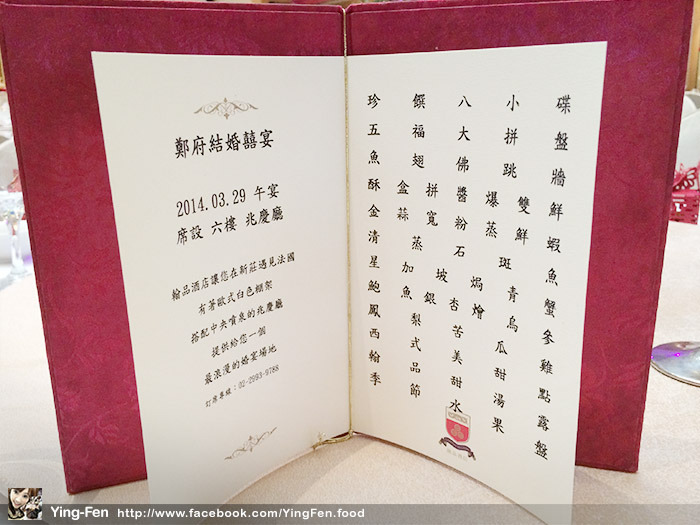 鄭府結婚囍宴
2014.03.29 午宴
席設 六樓 兆慶廳
翰品酒店讓您在新莊遇見法國
有著歐式白色棚架
搭配中央噴泉的兆慶廳
提供給您一個
最浪漫的婚宴場地
訂席專線：02-2993-9788
珍饌八小碟
五福大拼盤
魚翅佛跳牆
酥盒拼醬爆雙鮮
金蒜寬粉蒸鮮蝦
清蒸石斑魚
星加坡焗青蟹
鮑魚銀杏燴烏參
鳳梨苦瓜雞
西式美甜點
翰品甜湯露
季節水果盤
Ying-Fen http://www.facebook.com/YingFen.food